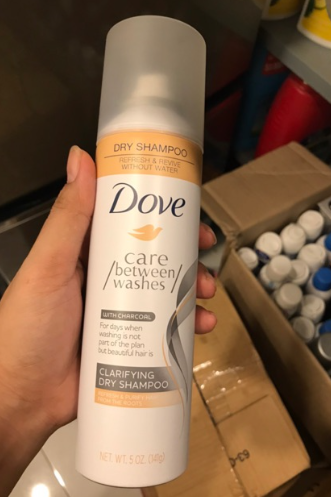 DRY SHAMPOO
REFRESH & REVIVE
WITHOUT WATER
Dove
care
/between/
washes
WITH CHARCOAL
For days when
washing is not
part of the plan
but beautiful hair is
CLARIFYING
DRY SHAMPOO
NET. WT. 5 OZ. (141g)